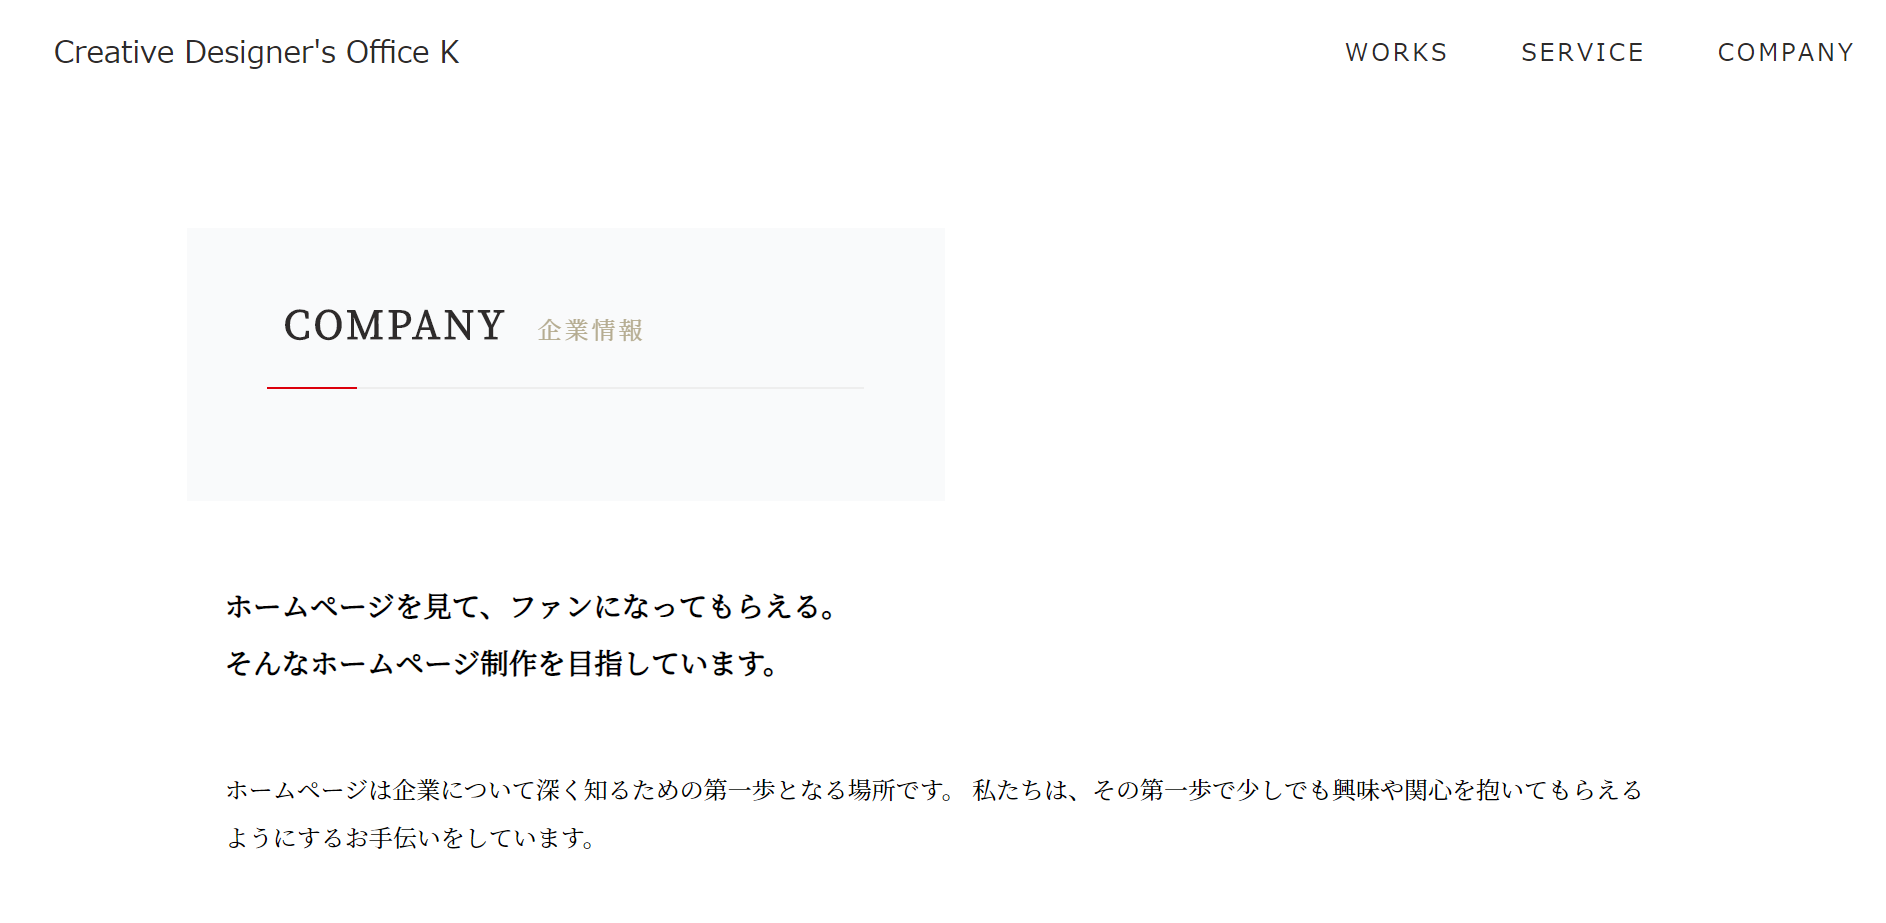 Creative Designer's Office K
WORKS SERVICE COMPANY
COMPANY 企業情報
ホームページを見て、ファンになってもらえる。
そんなホームページ制作を目指しています。
ホームページは企業について深く知るための第一歩となる場所です。 私たちは、その第一歩で少しでも興味や関心を抱いてもらえる
ようにするお手伝いをしています。